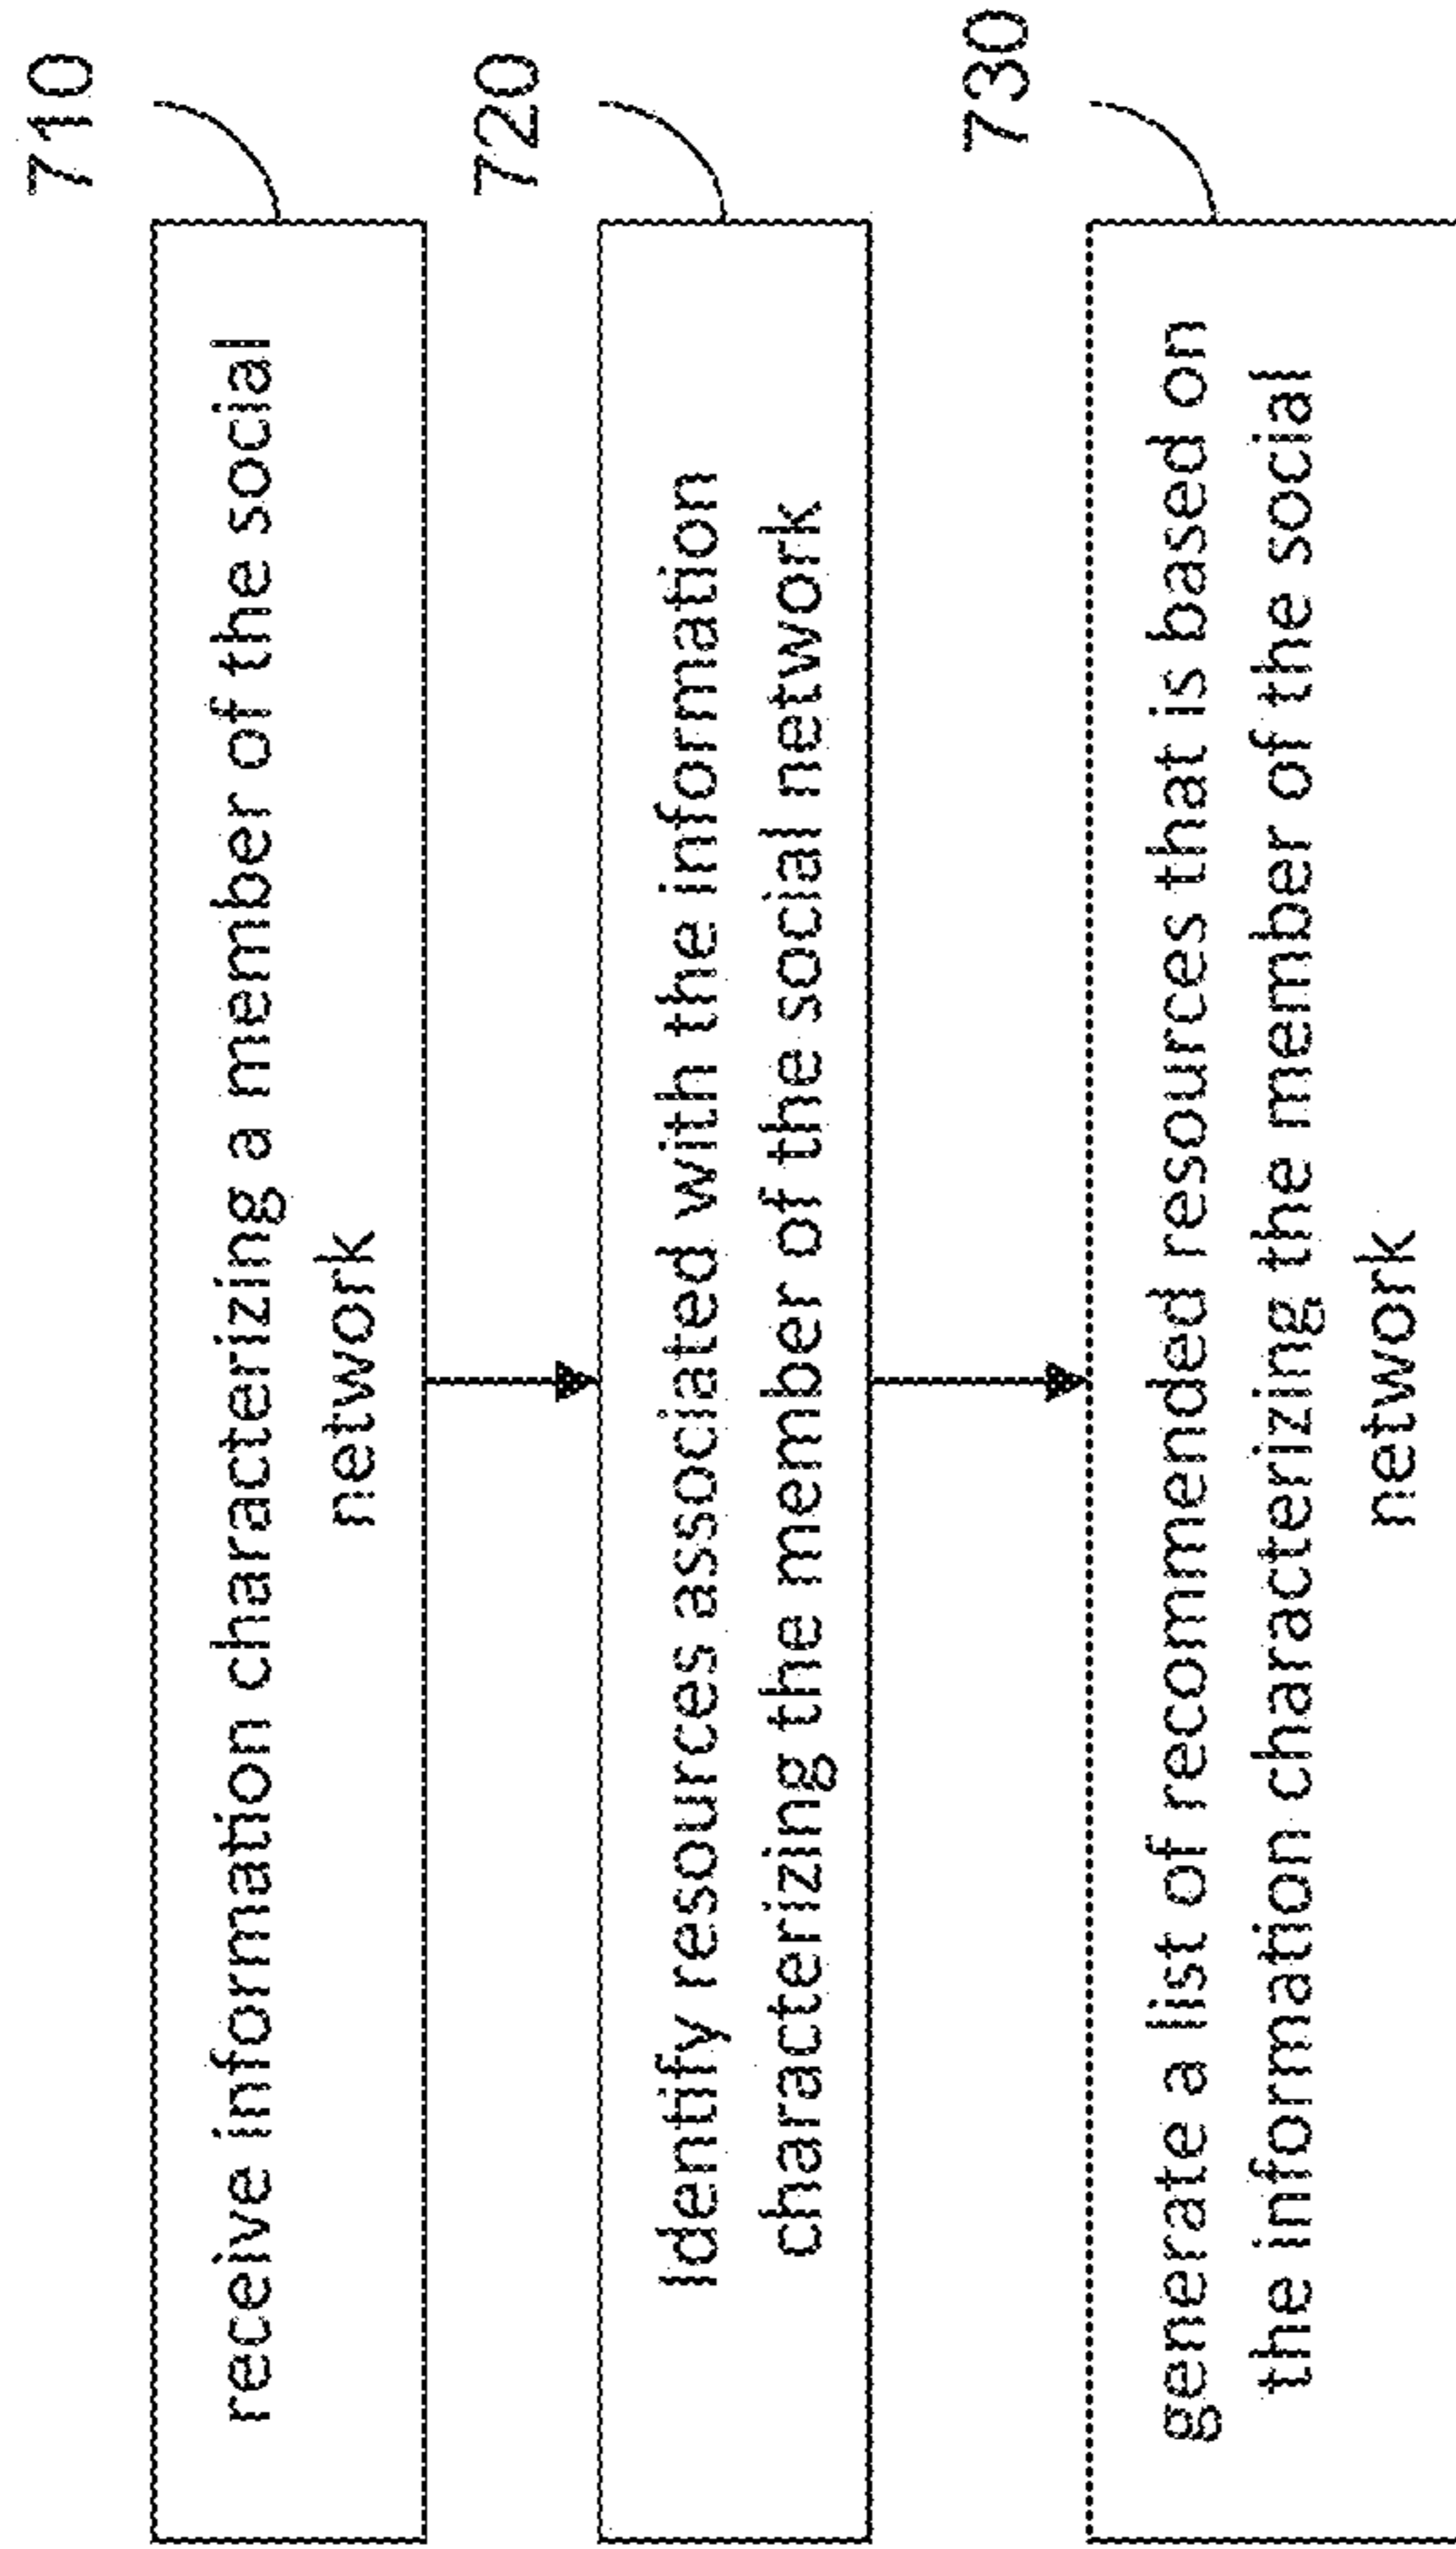 710
receive information characterizing a member of the social
network
720
Identify resources associated with the information
characterizing the member of the social network
730
generate a list of recommended resources that is based on
the information characterizing the member of the social
network